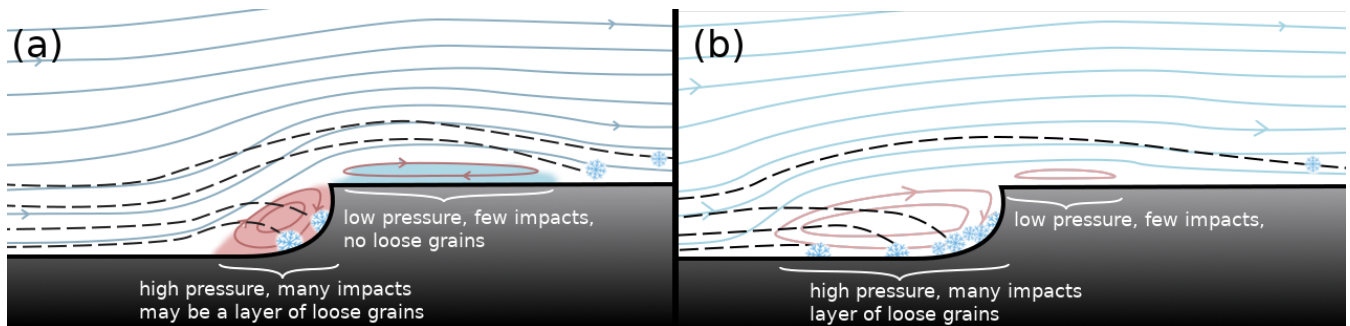 (a)
low pressure, few impacts,
no loose grains
high pressure, many impacts
may be a layer of loose grains
(b)
low pressure, few impacts,
high pressure, many impacts
layer of loose grains